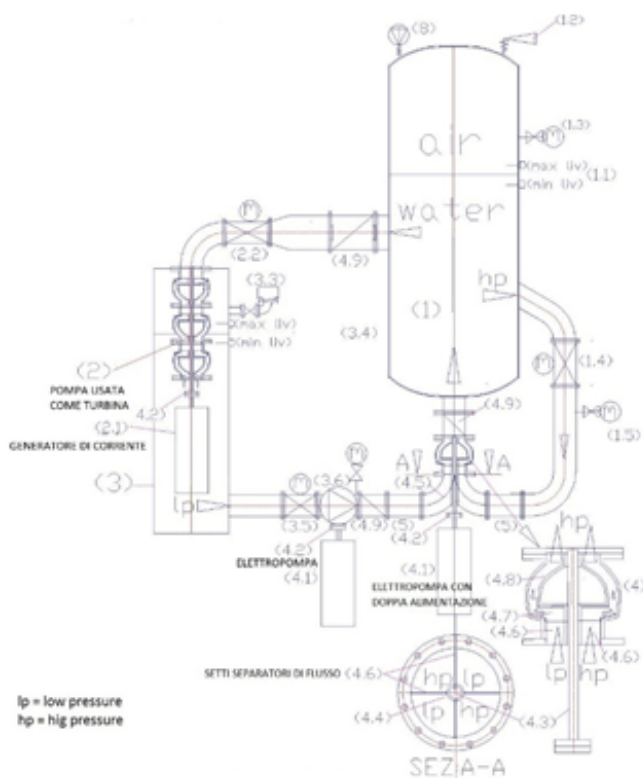 (8)
(1.2)
(1.3)
air
(max liv)
(1.1)
(min liv)
water
M
(2.2)
(4.9)
(3.3)
hp
(1)
(max liv)
(3.4)
M
(1.4)
(2)
(min liv)
POMPA USATA
COME TURBINA
4.2)
(4.9)
M
(1.5)
(2.1)
GENERATORE DI CORRENTE
M
A
A
(3)
(4.5)
lp
M
(3.6)
hp
(3.5)
(4.9)
(5)
(4.2)
(5)
(4.2)
ELETTROPOMPA
(4.1)
(4.1)
ELETTROPOMPA CON
DOPPIA ALIMENTAZIONE
(4.8)
(4)
(4.7)
(4.6)
(4.6)
lp
hp
SETTI SEPARATORI DI FLUSSO
(4.6)
hp
lp
(4.4)
lp
hp
(4.3)
lp = low pressure
hp = hig pressure
SEZ A-A